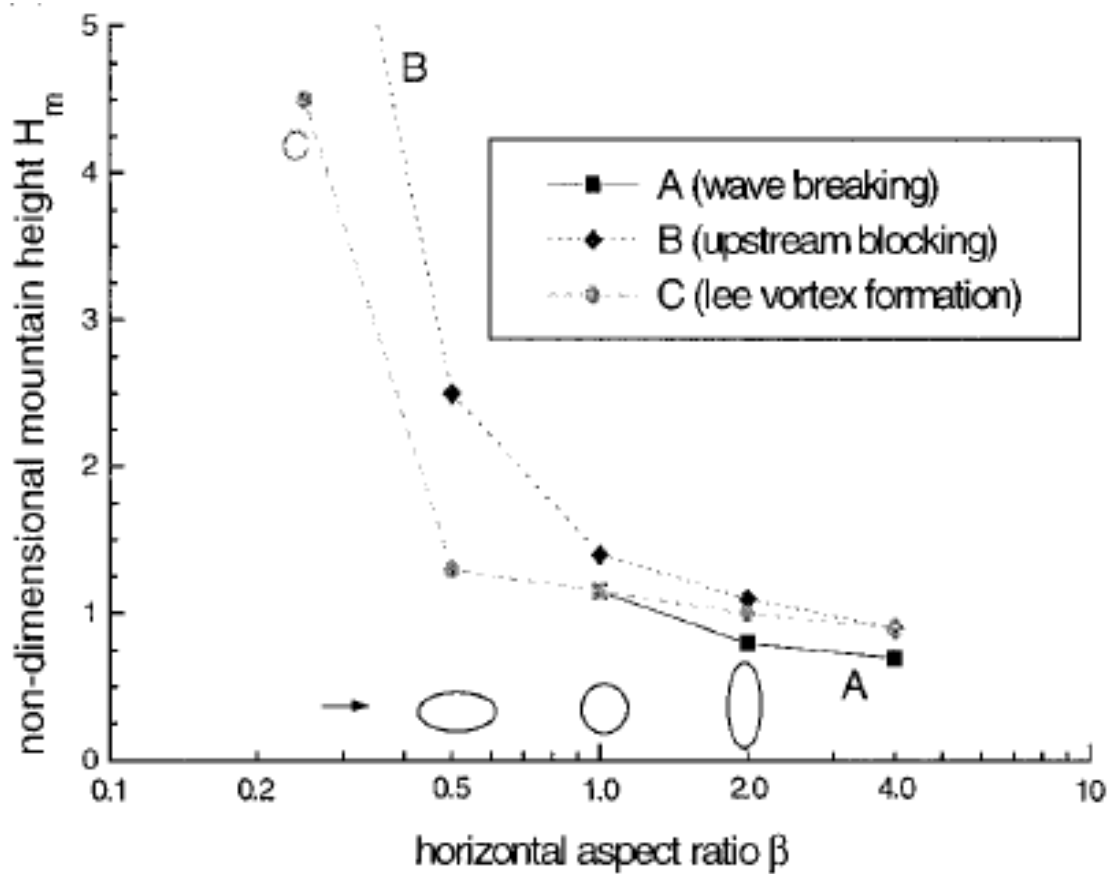 5
4
3
2
1
0
non-dimensional mountain height Hm
B
C
A (wave breaking)
B (upstream blocking)
C (lee vortex formation)
A
0.1 0.2 0.5 1.0 2.0 4.0 10
horizontal aspect ratio β